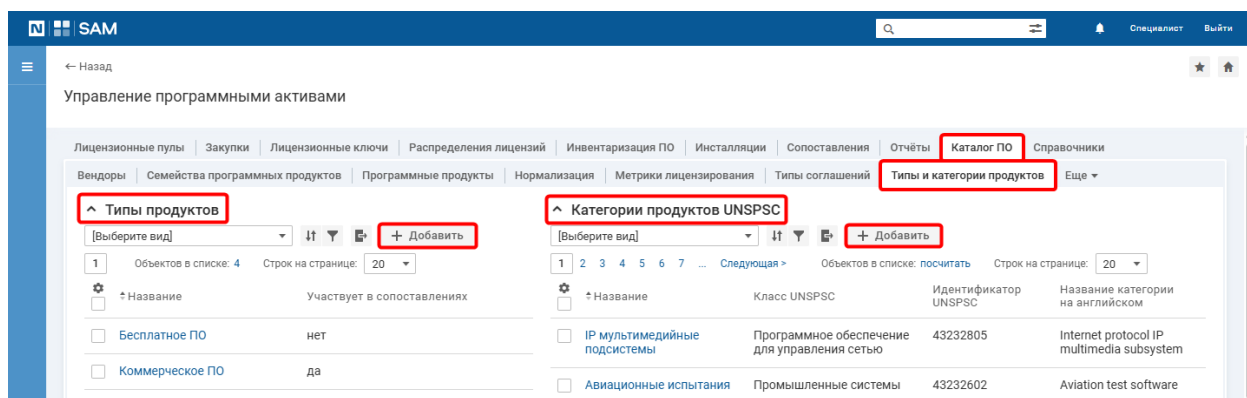 N SAM Специалист Выйти
← Назад
Управление программными активами
Лицензионные пулы Закупки Лицензионные ключи Распределения лицензий Инвентаризация ПО Инсталляции Сопоставления Отчёты Каталог ПО Справочники
Вендоры Семейства программных продуктов Программные продукты Нормализация Метрики лицензирования Типы соглашений Типы и категории продуктов Еще
Типы продуктов
[Выберите вид] + Добавить
1 Объектов в списке: 4 Строк на странице: 20
Название Участвует в сопоставлениях
Бесплатное ПО нет
Коммерческое ПО да
Категории продуктов UNSPSC
[Выберите вид] + Добавить
1 2 3 4 5 6 7 ... Следующая > Объектов в списке: посчитать Строк на странице: 20
Название Класс UNSPSC Идентификатор UNSPSC Название категории на английском
IP мультимедийные подсистемы Программное обеспечение для управления сетью 43232805 Internet protocol IP multimedia subsystem
Авиационные испытания Промышленные системы 43232602 Aviation test software